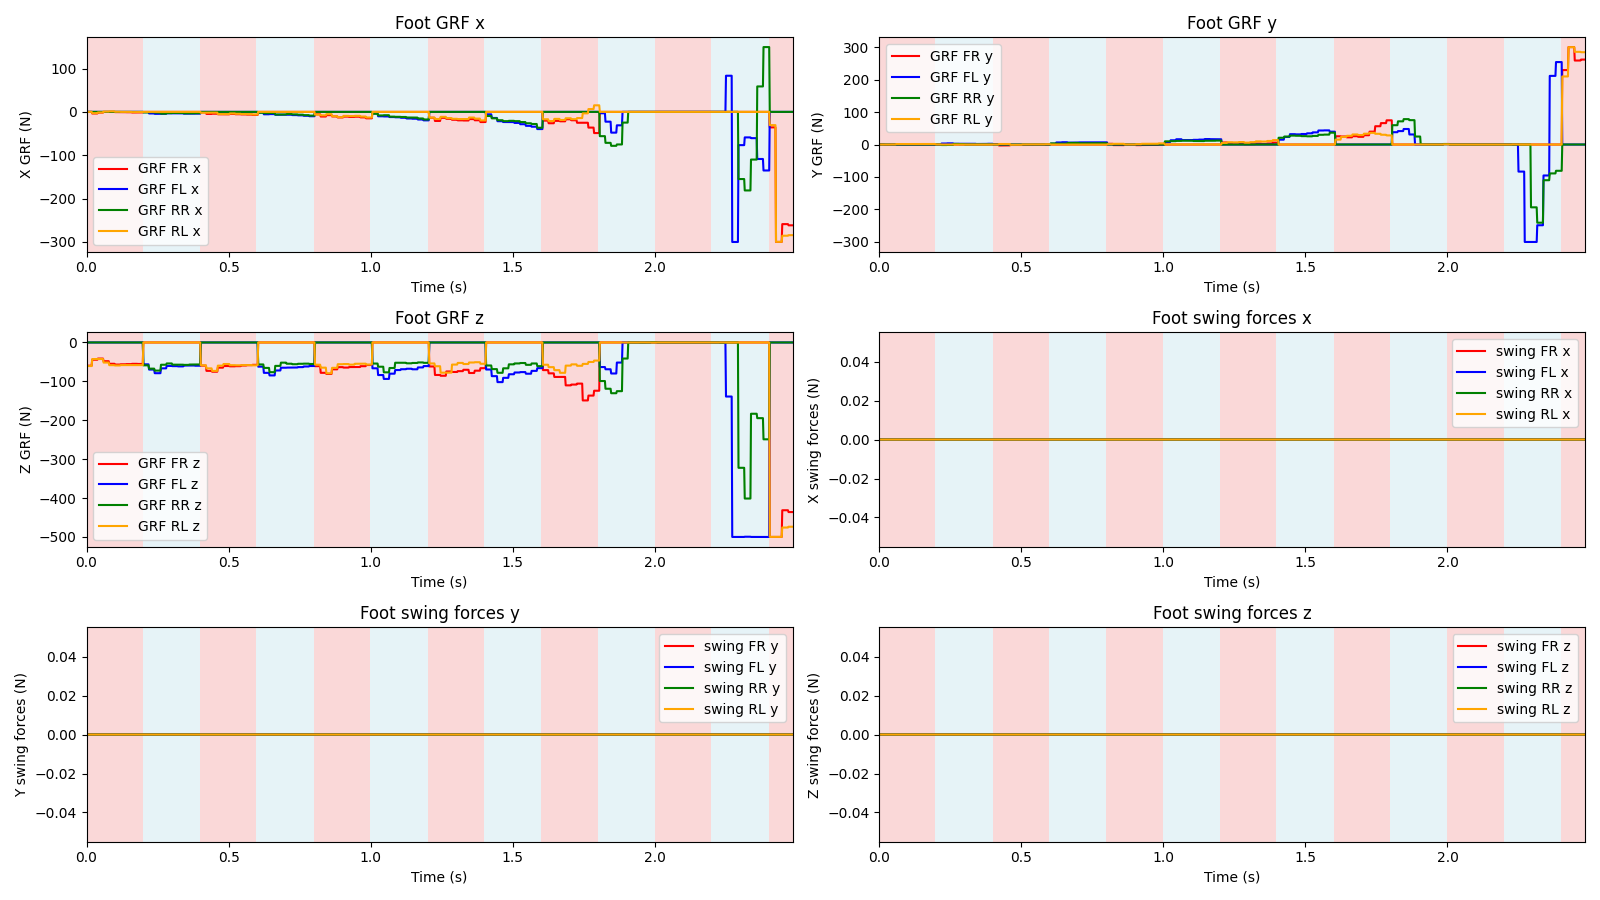 Foot GRF x
X GRF (N)
100
0
−100
−200
−300
GRF FR x
GRF FL x
GRF RR x
GRF RL x
0.0 0.5 1.0 1.5 2.0
Time (s)
Foot GRF y
Y GRF (N)
300
200
100
0
−100
−200
−300
GRF FR y
GRF FL y
GRF RR y
GRF RL y
0.0 0.5 1.0 1.5 2.0
Time (s)
Foot GRF z
Z GRF (N)
0
−100
−200
−300
−400
−500
GRF FR z
GRF FL z
GRF RR z
GRF RL z
0.0 0.5 1.0 1.5 2.0
Time (s)
Foot swing forces x
X swing forces (N)
0.04
0.02
0.00
−0.02
−0.04
swing FR x
swing FL x
swing RR x
swing RL x
0.0 0.5 1.0 1.5 2.0
Time (s)
Foot swing forces y
Y swing forces (N)
0.04
0.02
0.00
−0.02
−0.04
swing FR y
swing FL y
swing RR y
swing RL y
0.0 0.5 1.0 1.5 2.0
Time (s)
Foot swing forces z
Z swing forces (N)
0.04
0.02
0.00
−0.02
−0.04
swing FR z
swing FL z
swing RR z
swing RL z
0.0 0.5 1.0 1.5 2.0
Time (s)